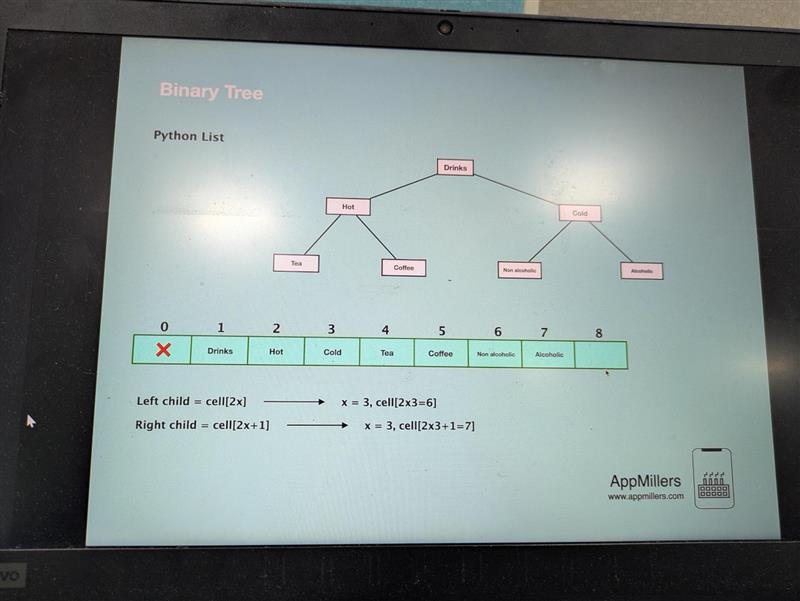 Binary Tree
Python List
Drinks
Hot
Cold
Tea
Coffee
Non alcoholic
Alcoholic
0 1 2 3 4 5 6 7 8
Drinks Hot Cold Tea Coffee Non alcoholic Alcoholic
Left child = cell[2x] x = 3, cell[2x3=6]
Right child = cell[2x+1] x = 3, cell[2x3+1=7]
AppMillers
www.appmillers.com